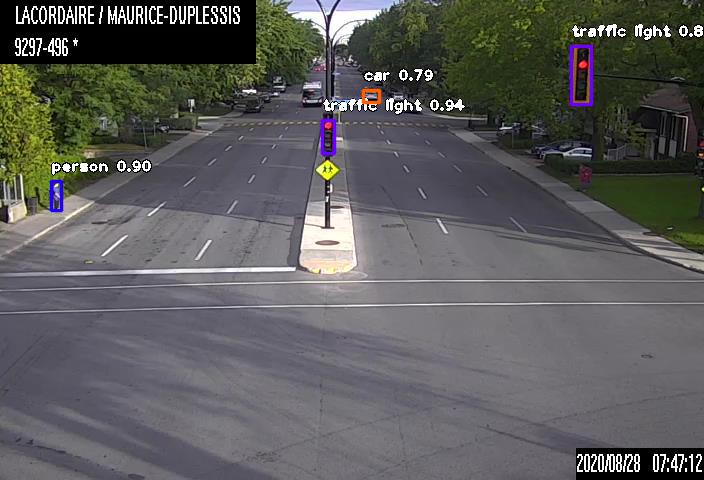 LACORDAIRE / MAURICE-DUPLESSIS
9297-496 *
traffic light 0.8
car 0.79
traffic light 0.94
person 0.90
2020/08/28 07:47:12